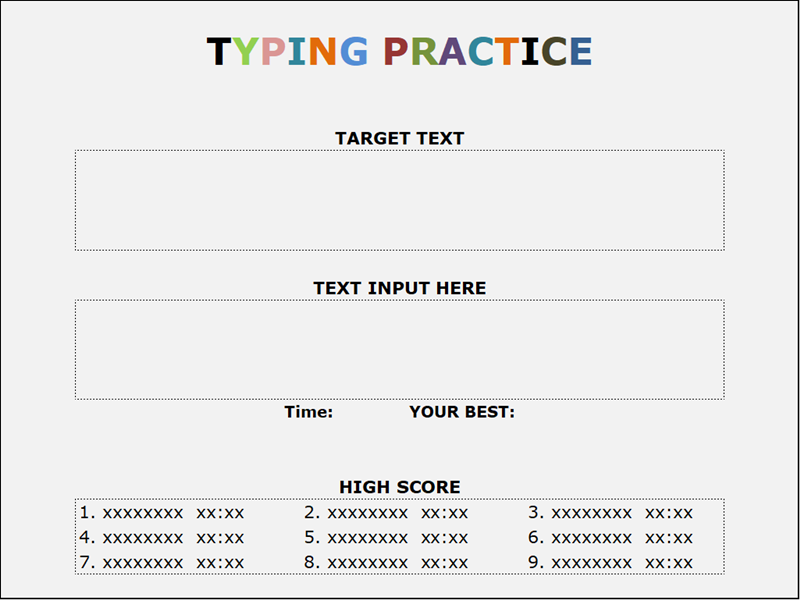 TYPING PRACTICE
TARGET TEXT
TEXT INPUT HERE
Time: YOUR BEST:
HIGH SCORE
1. xxxxxxxx xx:xx 2. xxxxxxxx xx:xx 3. xxxxxxxx xx:xx
4. xxxxxxxx xx:xx 5. xxxxxxxx xx:xx 6. xxxxxxxx xx:xx
7. xxxxxxxx xx:xx 8. xxxxxxxx xx:xx 9. xxxxxxxx xx:xx